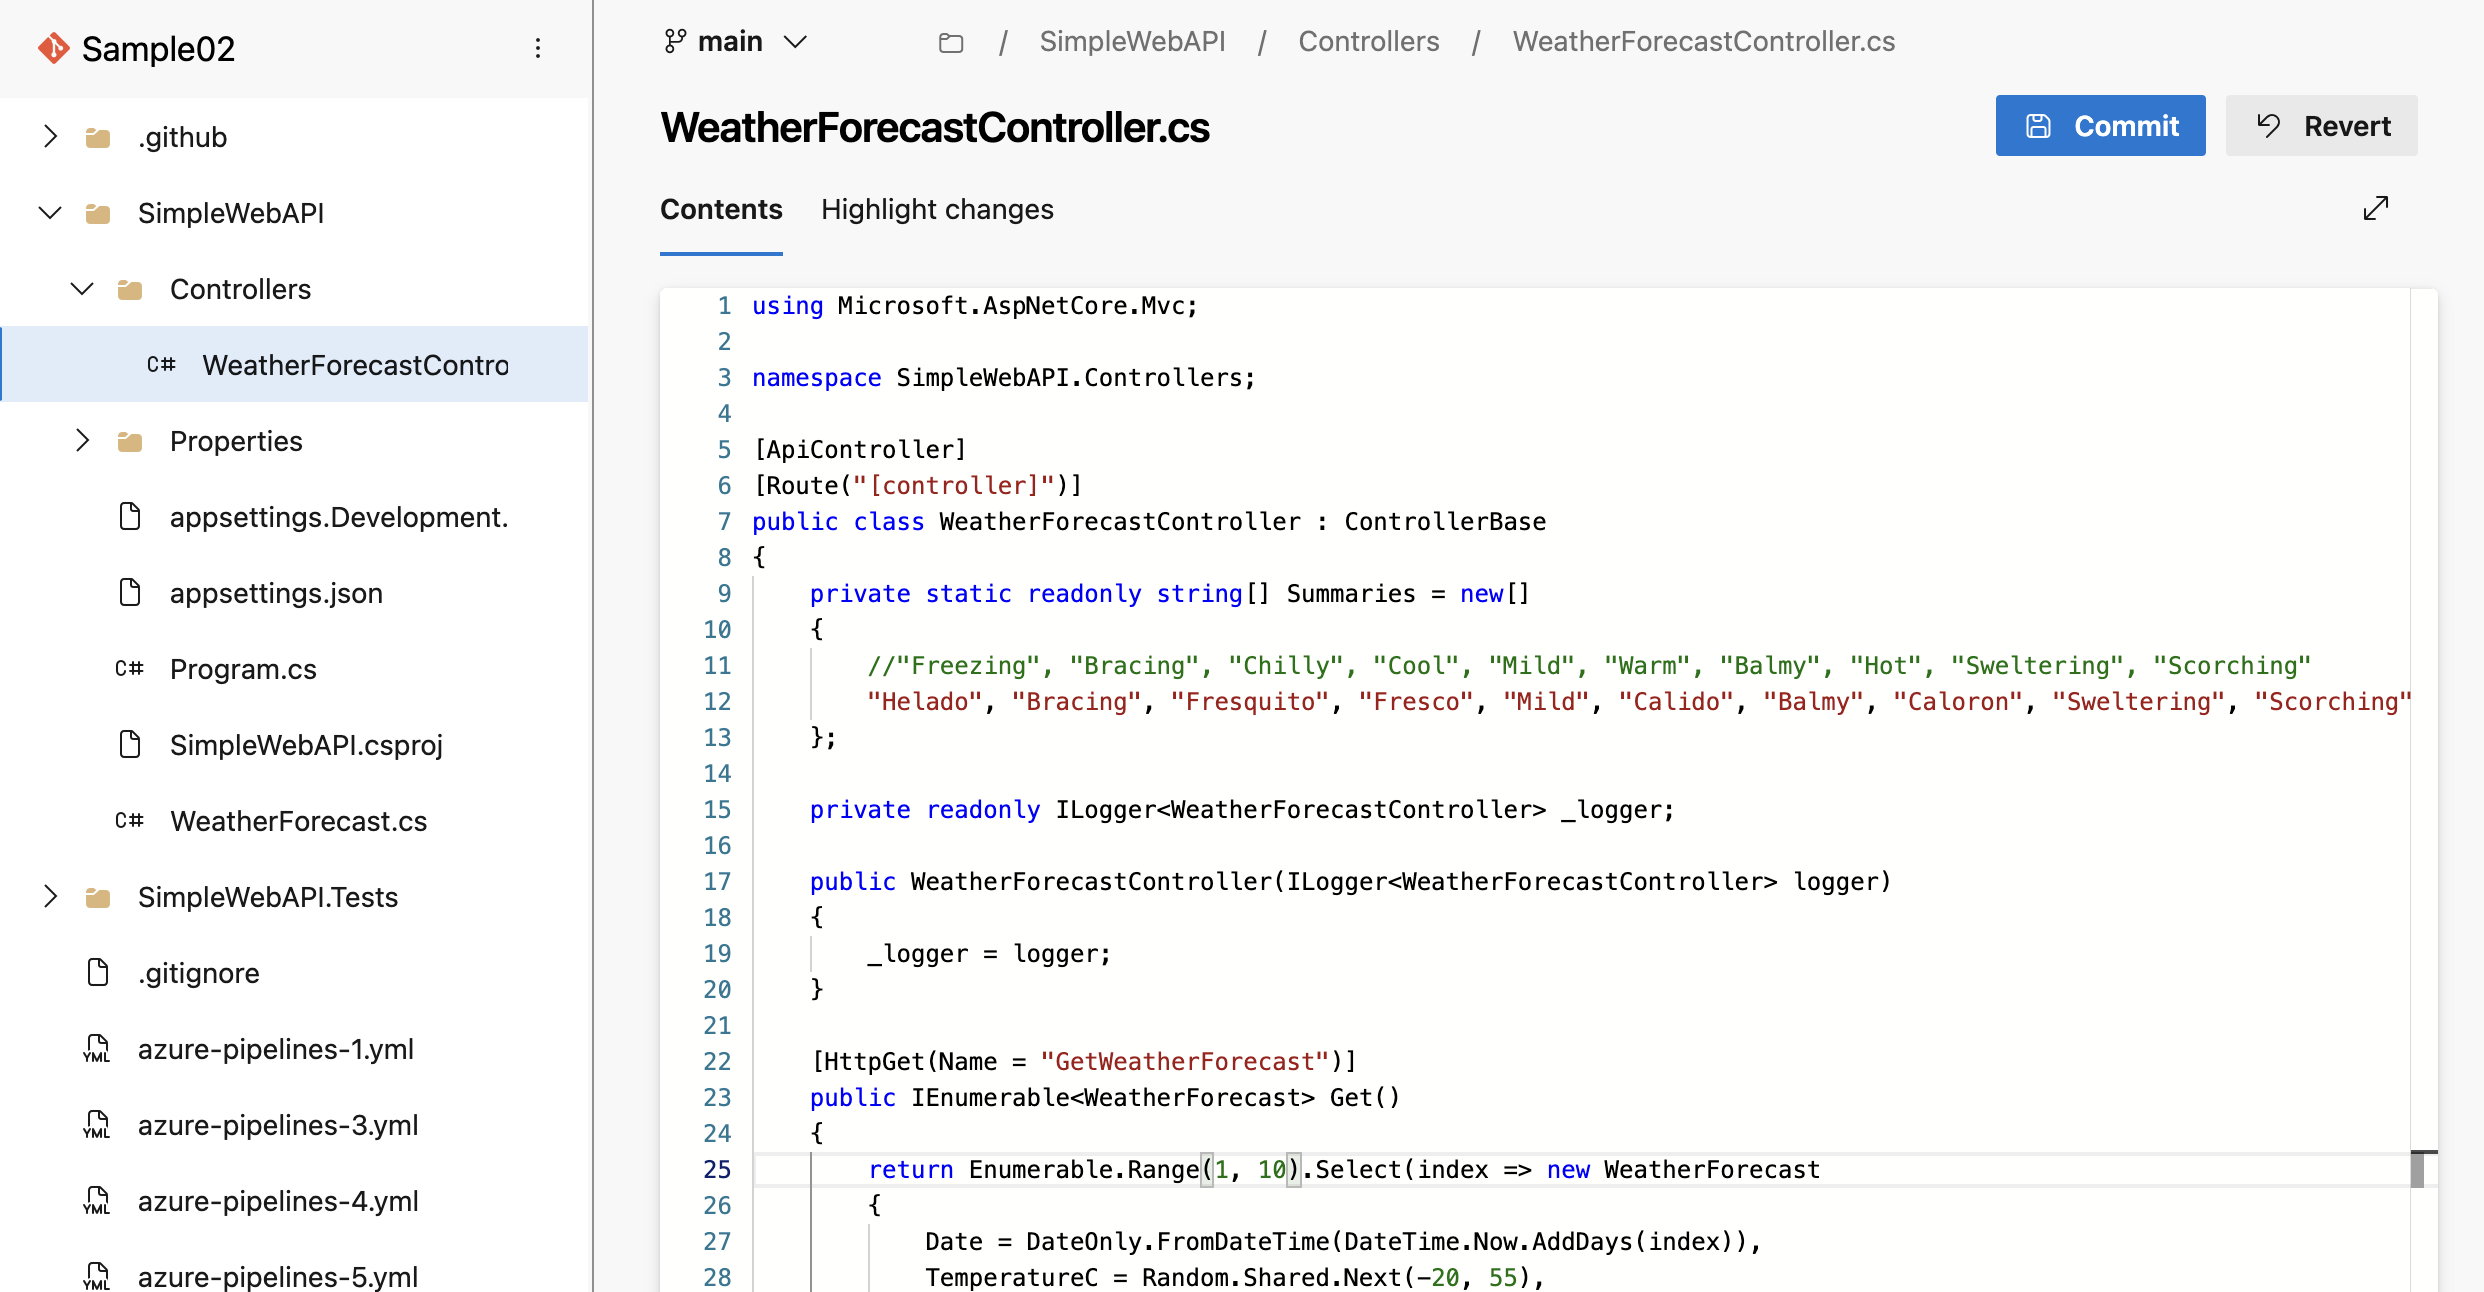 Sample02
.github
SimpleWebAPI
Controllers
C# WeatherForecastContro
Properties
appsettings.Development.
appsettings.json
C# Program.cs
SimpleWebAPI.csproj
C# WeatherForecast.cs
SimpleWebAPI.Tests
.gitignore
YML azure-pipelines-1.yml
YML azure-pipelines-3.yml
YML azure-pipelines-4.yml
YML azure-pipelines-5.yml
main / SimpleWebAPI / Controllers / WeatherForecastController.cs
WeatherForecastController.cs
Commit Revert
Contents Highlight changes
1 using Microsoft.AspNetCore.Mvc;
2
3 namespace SimpleWebAPI.Controllers;
4
5 [ApiController]
6 [Route("[controller]")]
7 public class WeatherForecastController : ControllerBase
8 {
9     private static readonly string[] Summaries = new[]
10     {
11         //"Freezing", "Bracing", "Chilly", "Cool", "Mild", "Warm", "Balmy", "Hot", "Sweltering", "Scorching"
12         "Helado", "Bracing", "Fresquito", "Fresco", "Mild", "Calido", "Balmy", "Caloron", "Sweltering", "Scorching"
13     };
14
15     private readonly ILogger<WeatherForecastController> _logger;
16
17     public WeatherForecastController(ILogger<WeatherForecastController> logger)
18     {
19         _logger = logger;
20     }
21
22     [HttpGet(Name = "GetWeatherForecast")]
23     public IEnumerable<WeatherForecast> Get()
24     {
25         return Enumerable.Range(1, 10).Select(index => new WeatherForecast
26         {
27             Date = DateOnly.FromDateTime(DateTime.Now.AddDays(index)),
28             TemperatureC = Random.Shared.Next(-20, 55),